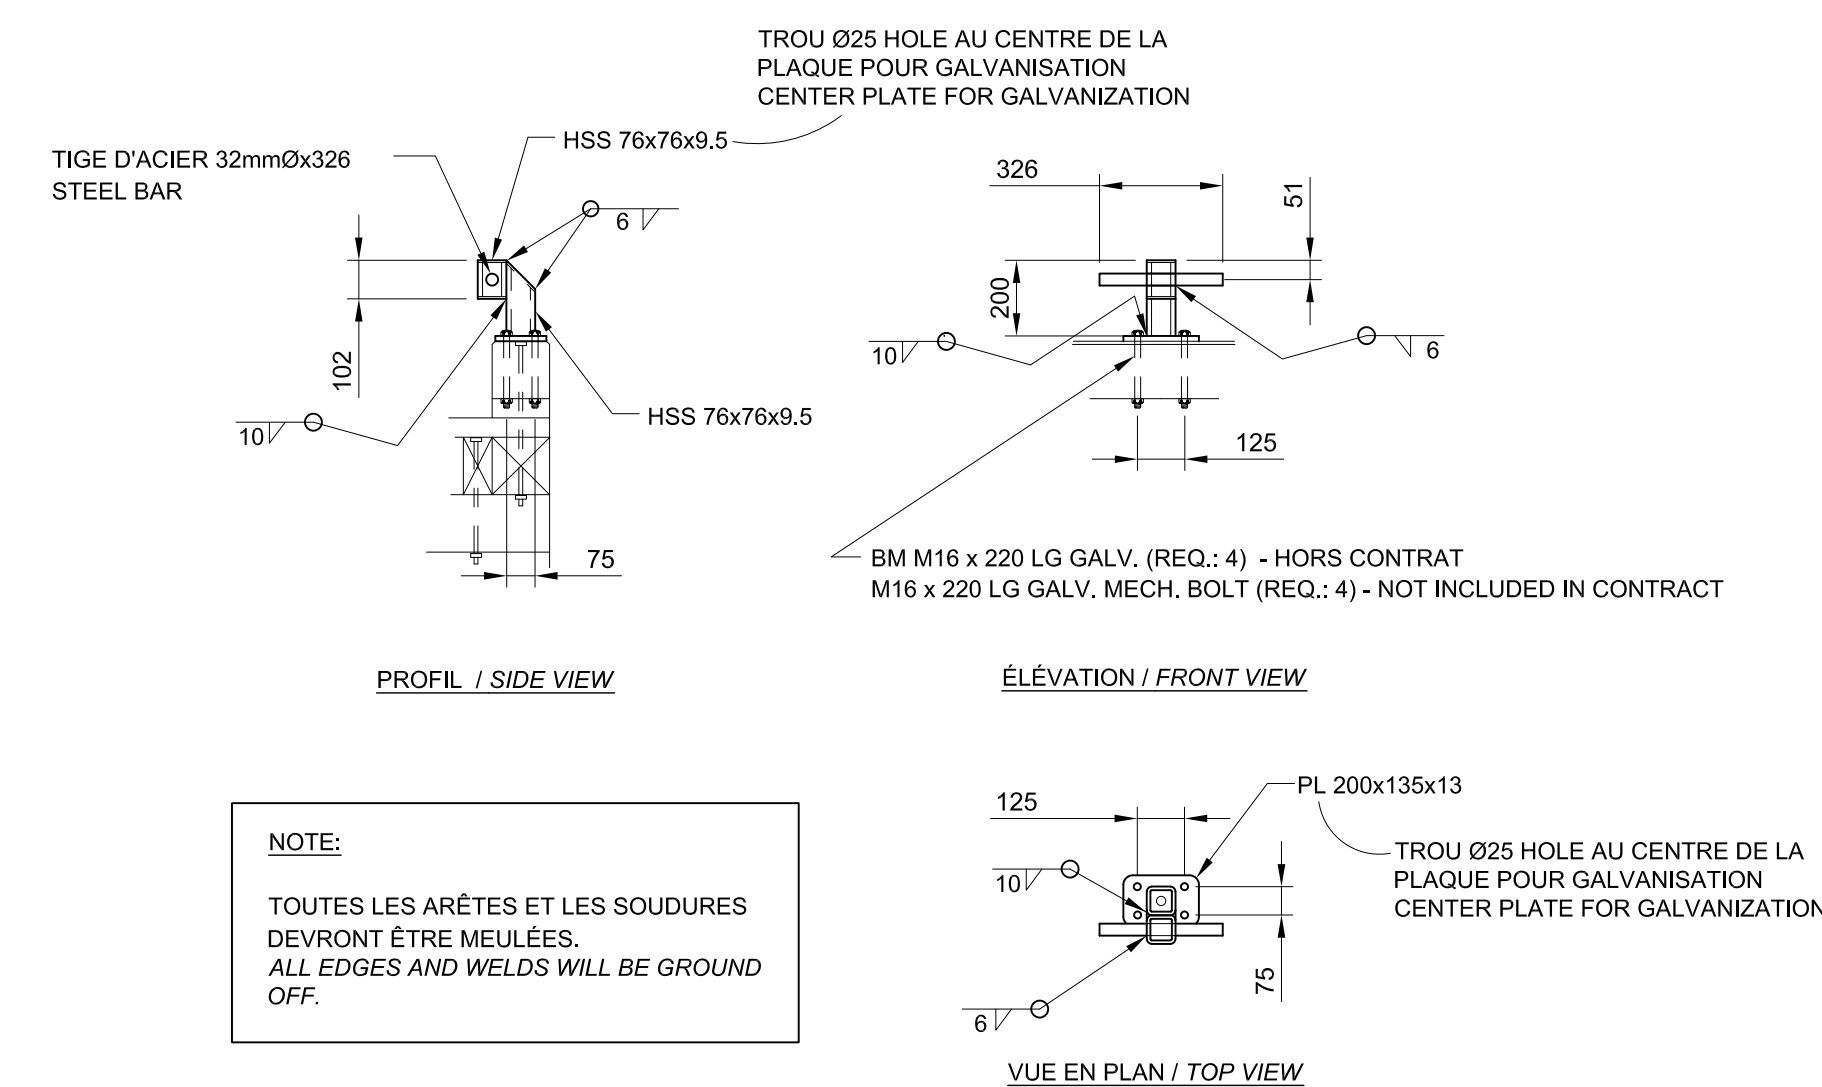 TROU Ø25 HOLE AU CENTRE DE LA
PLAQUE POUR GALVANISATION
CENTER PLATE FOR GALVANIZATION
HSS 76x76x9.5
TIGE D'ACIER 32mmØx326
STEEL BAR
6
102
10
HSS 76x76x9.5
75
PROFIL / SIDE VIEW
326
51
200
10
6
125
BM M16 x 220 LG GALV. (REQ.: 4) - HORS CONTRAT
M16 x 220 LG GALV. MECH. BOLT (REQ.: 4) - NOT INCLUDED IN CONTRACT
ÉLÉVATION / FRONT VIEW
NOTE:
TOUTES LES ARÊTES ET LES SOUDURES
DEVRONT ÊTRE MEULÉES.
ALL EDGES AND WELDS WILL BE GROUND
OFF.
125
PL 200x135x13
TROU Ø25 HOLE AU CENTRE DE LA
PLAQUE POUR GALVANISATION
CENTER PLATE FOR GALVANIZATION
10
75
6
VUE EN PLAN / TOP VIEW